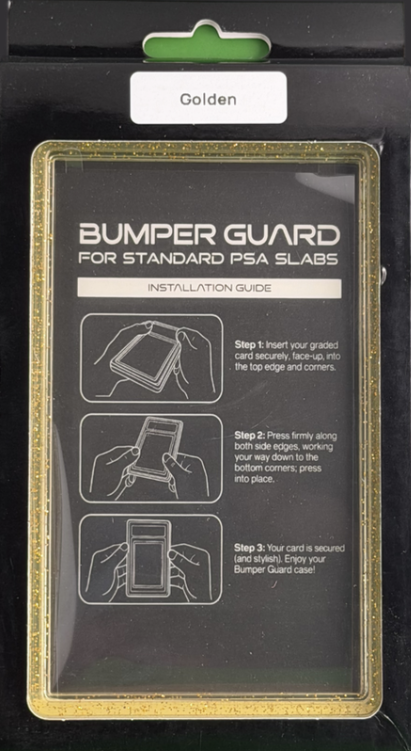 Golden
BUMPER GUARD
FOR STANDARD PSA SLABS
INSTALLATION GUIDE
Step 1: Insert your graded
card securely, face-up, into
the top edge and corners.
Step 2: Press firmly along
both side edges, working
your way down to the
bottom corners; press
into place.
Step 3: Your card is secured
(and stylish). Enjoy your
Bumper Guard case!